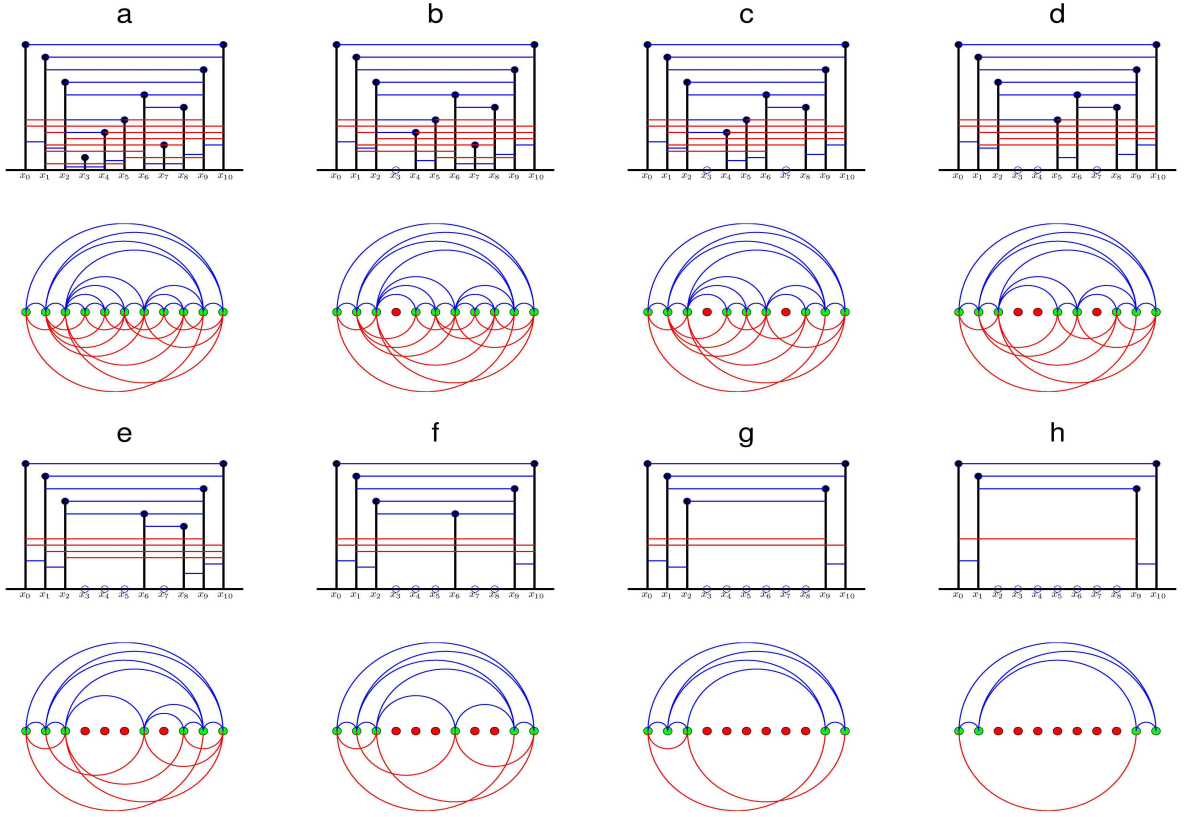 a b c d
x₀ x₁ x₂ x₃ x₄ x₅ x₆ x₇ x₈ x₉ x₁₀ x₀ x₁ x₂ x₃ x₄ x₅ x₆ x₇ x₈ x₉ x₁₀ x₀ x₁ x₂ x₃ x₄ x₅ x₆ x₇ x₈ x₉ x₁₀ x₀ x₁ x₂ x₃ x₄ x₅ x₆ x₇ x₈ x₉ x₁₀
e f g h
x₀ x₁ x₂ x₃ x₄ x₅ x₆ x₇ x₈ x₉ x₁₀ x₀ x₁ x₂ x₃ x₄ x₅ x₆ x₇ x₈ x₉ x₁₀ x₀ x₁ x₂ x₃ x₄ x₅ x₆ x₇ x₈ x₉ x₁₀ x₀ x₁ x₂ x₃ x₄ x₅ x₆ x₇ x₈ x₉ x₁₀